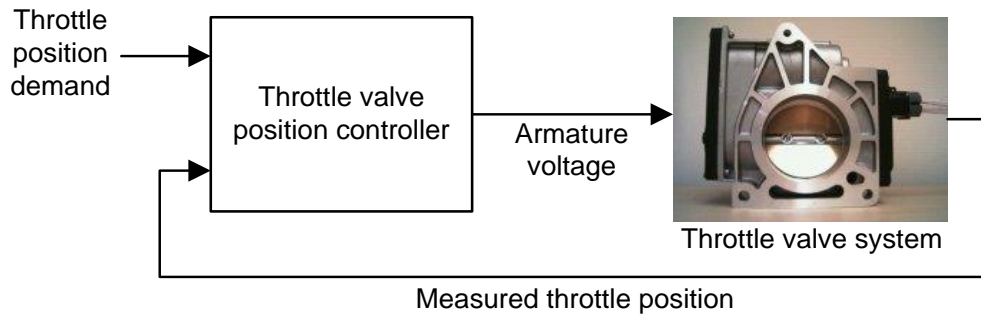 Throttle
position
demand
Throttle valve
position controller
Armature
voltage
Throttle valve system
Measured throttle position